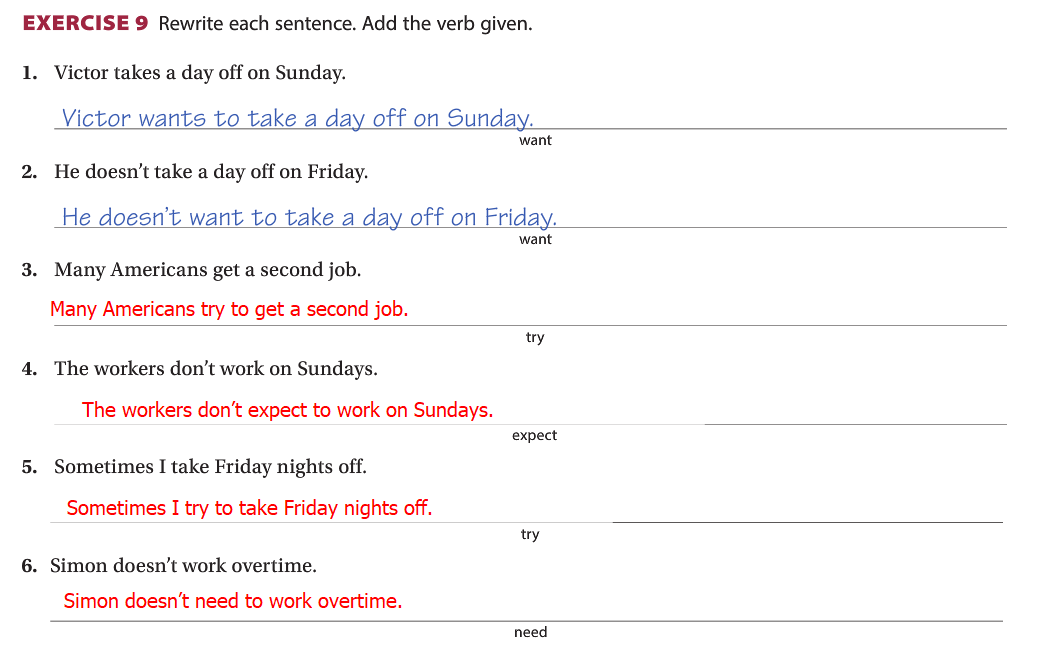 EXERCISE 9 Rewrite each sentence. Add the verb given.
1. Victor takes a day off on Sunday.
Victor wants to take a day off on Sunday.
want
2. He doesn’t take a day off on Friday.
He doesn’t want to take a day off on Friday.
want
3. Many Americans get a second job.
Many Americans try to get a second job.
try
4. The workers don’t work on Sundays.
The workers don’t expect to work on Sundays.
expect
5. Sometimes I take Friday nights off.
Sometimes I try to take Friday nights off.
try
6. Simon doesn’t work overtime.
Simon doesn’t need to work overtime.
need